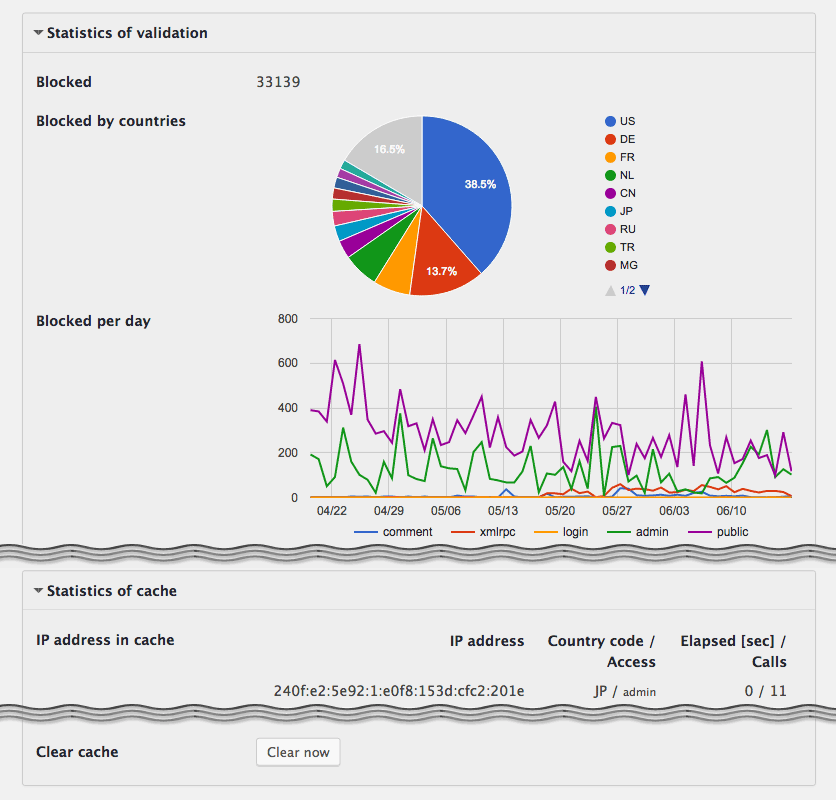 Statistics of validation
Blocked 33139
Blocked by countries
16.5%
38.5%
13.7%
US
DE
FR
NL
CN
JP
RU
TR
MG
1/2
Blocked per day
800
600
400
200
0
04/22 04/29 05/06 05/13 05/20 05/27 06/03 06/10
comment xmlrpc login admin public
Statistics of cache
IP address in cache IP address Country code / Elapsed [sec] /
Access Calls
240f:e2:5e92:1:e0f8:153d:cfc2:201e JP / admin 0 / 11
Clear cache Clear now